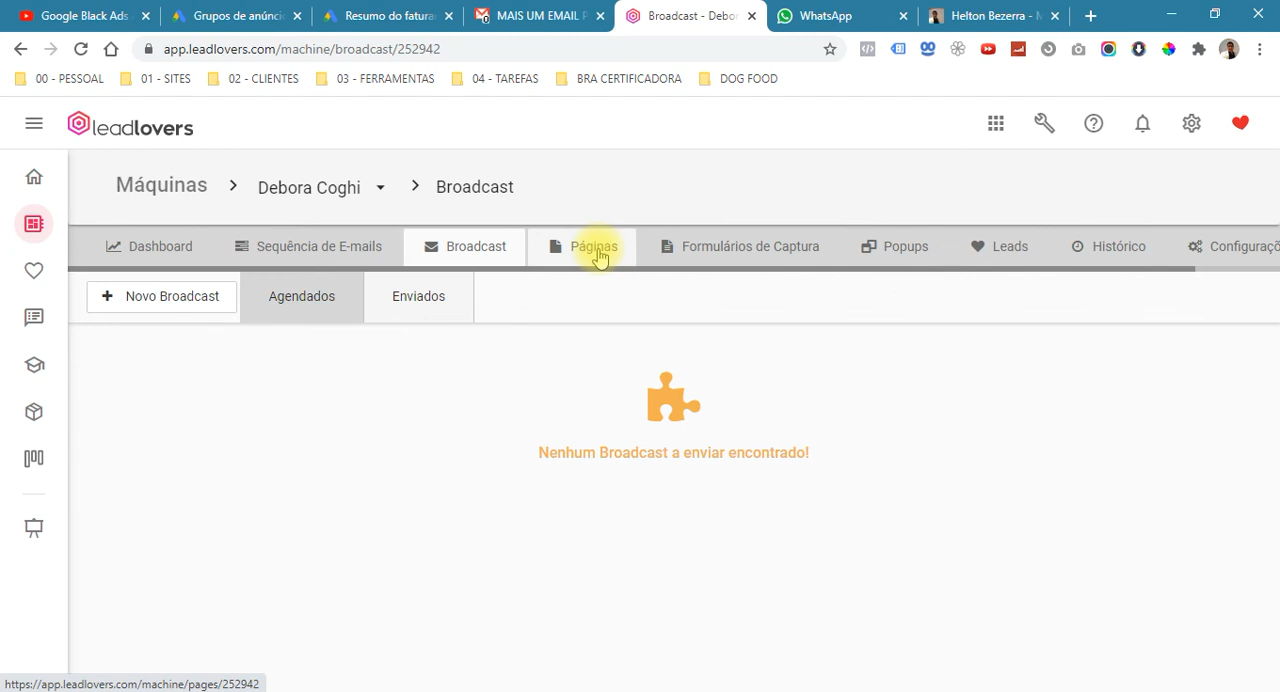 Google Black Ads
Grupos de anúnci
Resumo do fatura
MAIS UM EMAIL P
Broadcast - Debor
WhatsApp
Helton Bezerra - M
app.leadlovers.com/machine/broadcast/252942
00 - PESSOAL
01 - SITES
02 - CLIENTES
03 - FERRAMENTAS
04 - TAREFAS
BRA CERTIFICADORA
DOG FOOD
leadlovers
Máquinas > Debora Coghi > Broadcast
Dashboard
Sequência de E-mails
Broadcast
Páginas
Formulários de Captura
Popups
Leads
Histórico
Configuraçõ
+ Novo Broadcast
Agendados
Enviados
Nenhum Broadcast a enviar encontrado!
https://app.leadlovers.com/machine/pages/252942